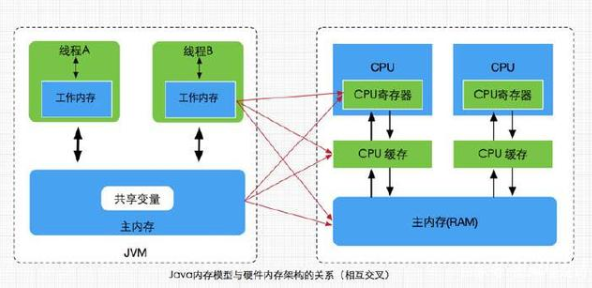 线程A
线程B
工作内存
工作内存
共享变量
主内存
JVM
CPU
CPU
CPU寄存器
CPU寄存器
CPU 缓存
CPU 缓存
主内存(RAM)
Java内存模型与硬件内存架构的关系（相互交叉）